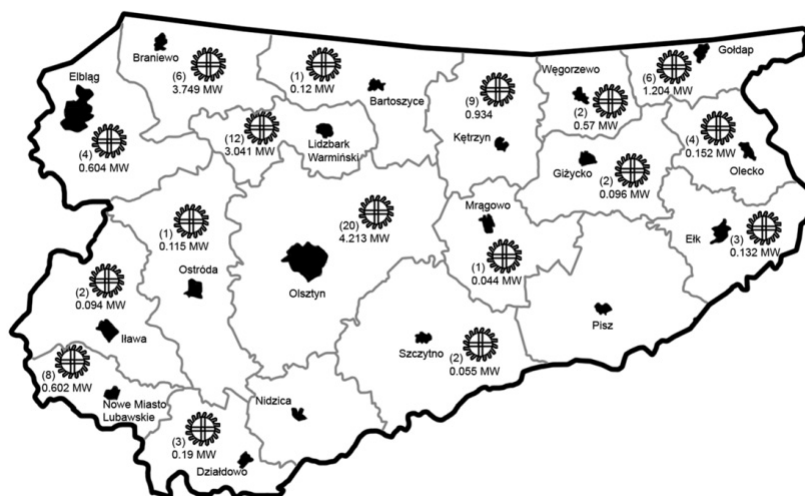 Braniewo
(6)
3.749 MW
(1)
0.12 MW
Bartoszyce
(9)
0.934
Kętrzyn
Węgorzewo
(2)
0.57 MW
Gołdap
(6)
1.204 MW
Elbląg
(4)
0.604 MW
(12)
3.041 MW
Lidzbark
Warmiński
Giżycko
(2)
0.096 MW
(4)
0.152 MW
Olecko
(1)
0.115 MW
Ostróda
(20)
4.213 MW
Olsztyn
Mrągowo
(1)
0.044 MW
Ełk
(3)
0.132 MW
(2)
0.094 MW
Iława
Szczytno
(2)
0.055 MW
Pisz
(8)
0.602 MW
Nowe Miasto
Lubawskie
Nidzica
(3)
0.19 MW
Działdowo